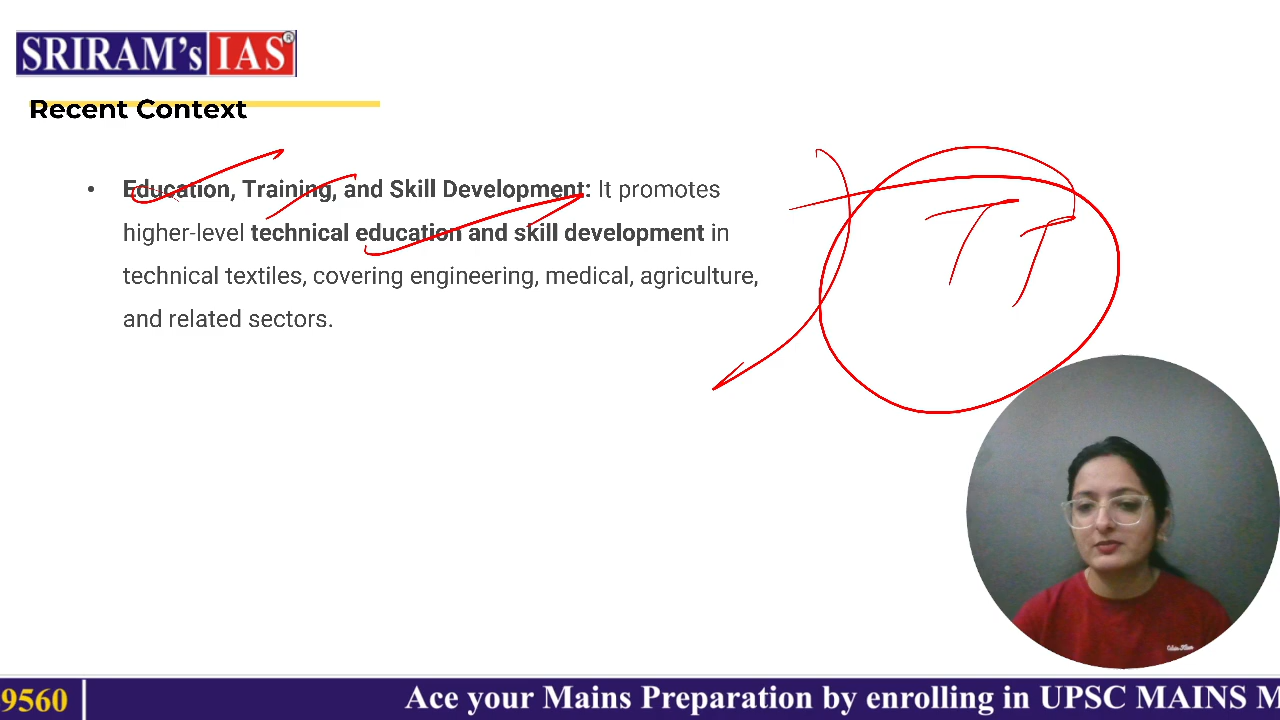 SRIRAM's IAS®
Recent Context
• Education, Training, and Skill Development: It promotes
higher-level technical education and skill development in
technical textiles, covering engineering, medical, agriculture,
and related sectors.
TT
9560 Ace your Mains Preparation by enrolling in UPSC MAINS M